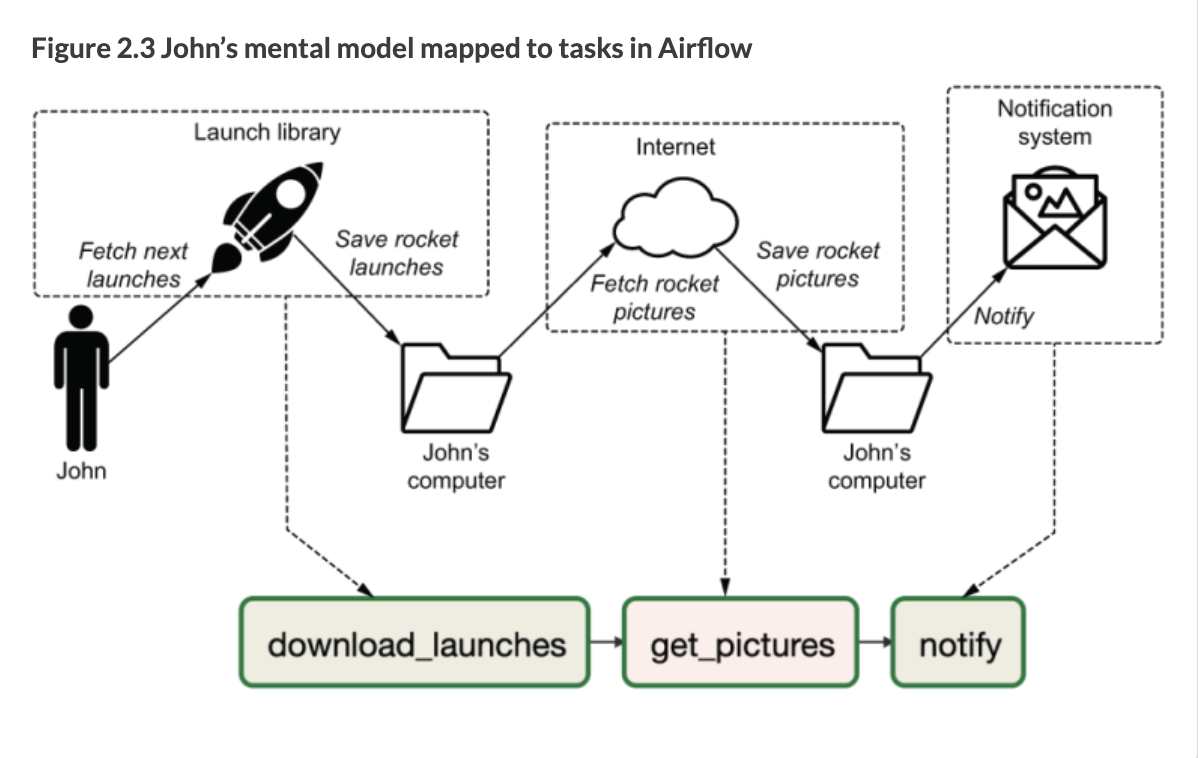 Figure 2.3 John’s mental model mapped to tasks in Airflow
Launch library
Fetch next
launches
Save rocket
launches
John
John’s
computer
Internet
Fetch rocket
pictures
Save rocket
pictures
John’s
computer
Notification
system
Notify
download_launches
get_pictures
notify